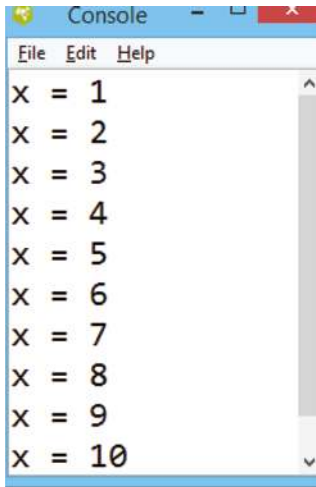 Console
File Edit Help
x = 1
x = 2
x = 3
x = 4
x = 5
x = 6
x = 7
x = 8
x = 9
x = 10